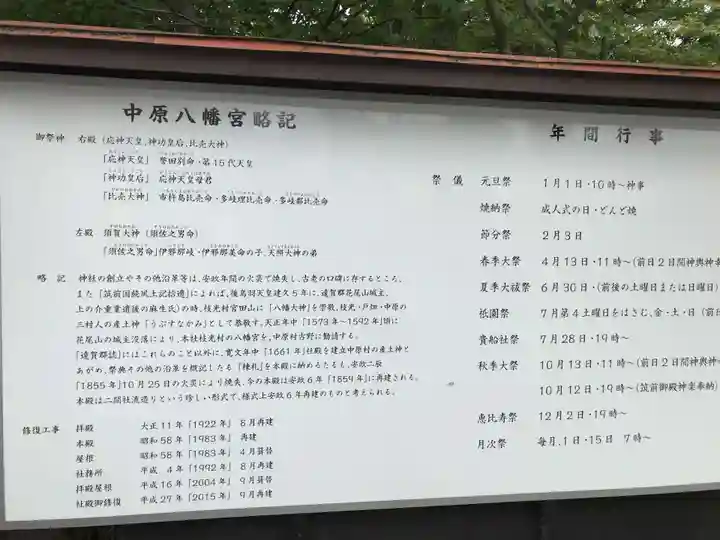 中原八幡宮略記
御祭神　右殿（応神天皇、神功皇后、比売大神）
「応神天皇」 誉田別命・第15代天皇
「神功皇后」 応神天皇母君
「比売大神」 市杵島比売命・多岐理比売命・多岐都比売命
左殿　須賀大神（須佐之男命）
「須佐之男命」伊邪那岐・伊邪那美命の子、天照大神の弟
略　記　神社の創立やその他沿革等は、安政年間の火災で焼失し、古老の口碑に存するところ、
また「筑前国続風土記拾遺」によれば、後鳥羽天皇建久5年に、遠賀郡花尾山城主、
上の介重業遺後の麻生氏）の時、枝光村宮田山に「八幡大神」を崇敬、枝光・戸畑・中原の
三村人の産土神「うぶすなかみ」として恭敬す。天正年中「1573年～1592年」頃に
花尾山の城主没落により、本社枝光村の八幡宮を、中原村古野に勧請する。
「遠賀郡誌」にはこれらのこと以外に、寛文年中「1661年」社殿を建立中原村の産土神と
あがめ、祭典その他の沿革を概記したる「棟札」を本殿に納めるたるも、安政二辰
「1855年」10月25日の大災により焼失、今の本殿は安政6年「1859年」に再建される。
本殿は二間社流造りという珍しい形式で、様式上安政6年再建のものと考えられる。
修復工事　拝殿　大正11年「1922年」 8月再建
本殿　昭和58年「1983年」 再建
屋根　昭和58年「1983年」 4月葺替
社務所　平成　4年「1992年」 8月再建
拝殿屋根　平成16年「2004年」 9月葺替
社殿御修復　平成27年「2015年」 9月再建
年間行事
祭儀　元旦祭　1月1日・10時～神事
焼納祭　成人式の日・どんど焼
節分祭　2月3日
春季大祭　4月13日・11時～（前日2日間神輿神幸
夏季大祓祭　6月30日・（前後の土曜日または日曜日）
祇園祭　7月第4土曜日をはさむ、金・土・日（前日
貴船社祭　7月28日・19時～
秋季大祭　10月13日・11時～（前日2日間神輿神幸
10月12日・19時～（筑前御殿神楽奉納）
恵比寿祭　12月2日・19時～
月次祭　毎月、1日・15日　7時～